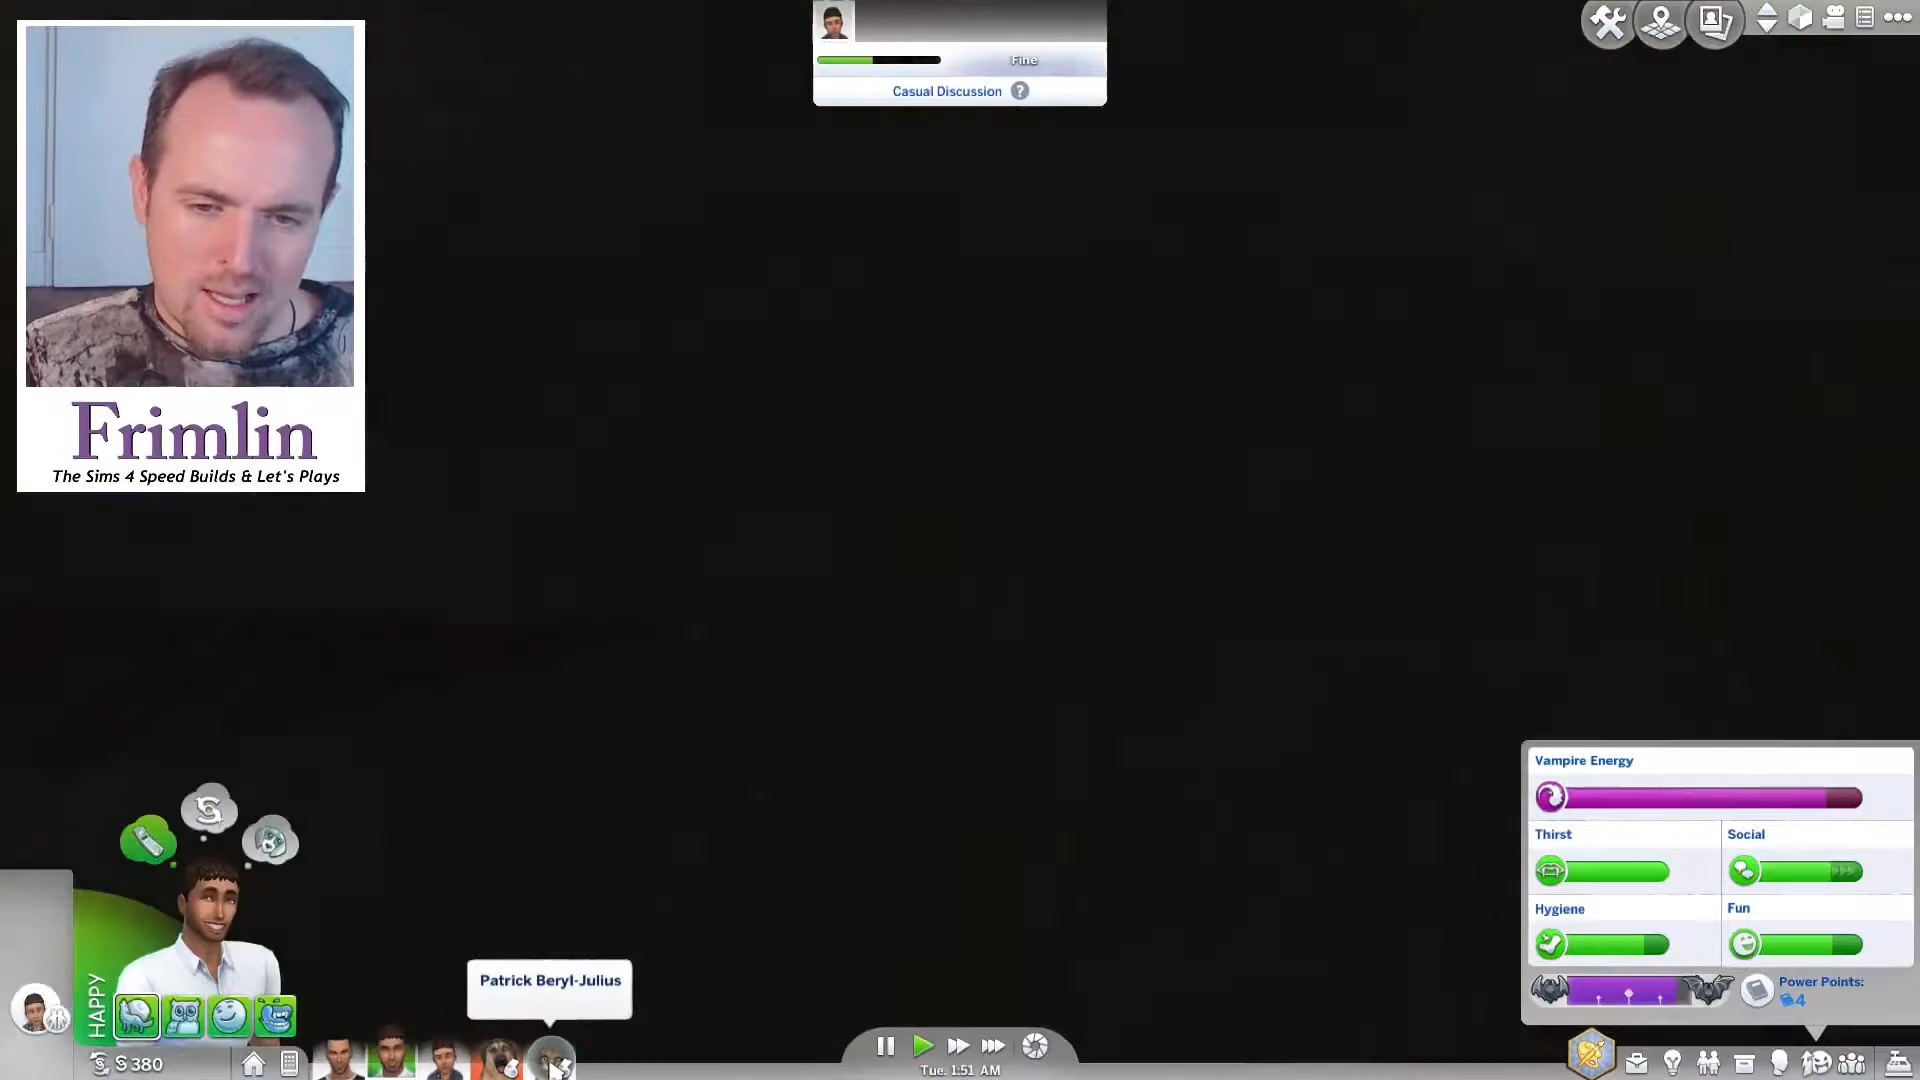 Fine
Casual Discussion ?
Frimlin
The Sims 4 Speed Builds & Let's Plays
Vampire Energy
Thirst
Social
Hygiene
Fun
Power Points:
4
HAPPY
Patrick Beryl-Julius
380
Tue. 1:51 AM